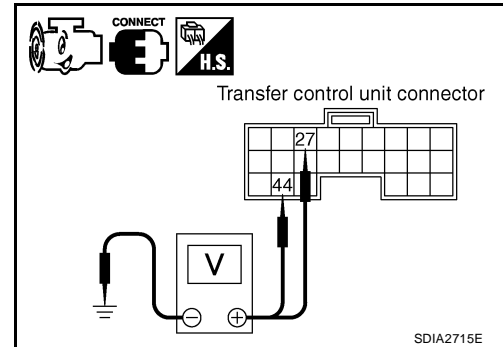 CONNECT
H.S.
Transfer control unit connector
27
44
V
− +
SDIA2715E